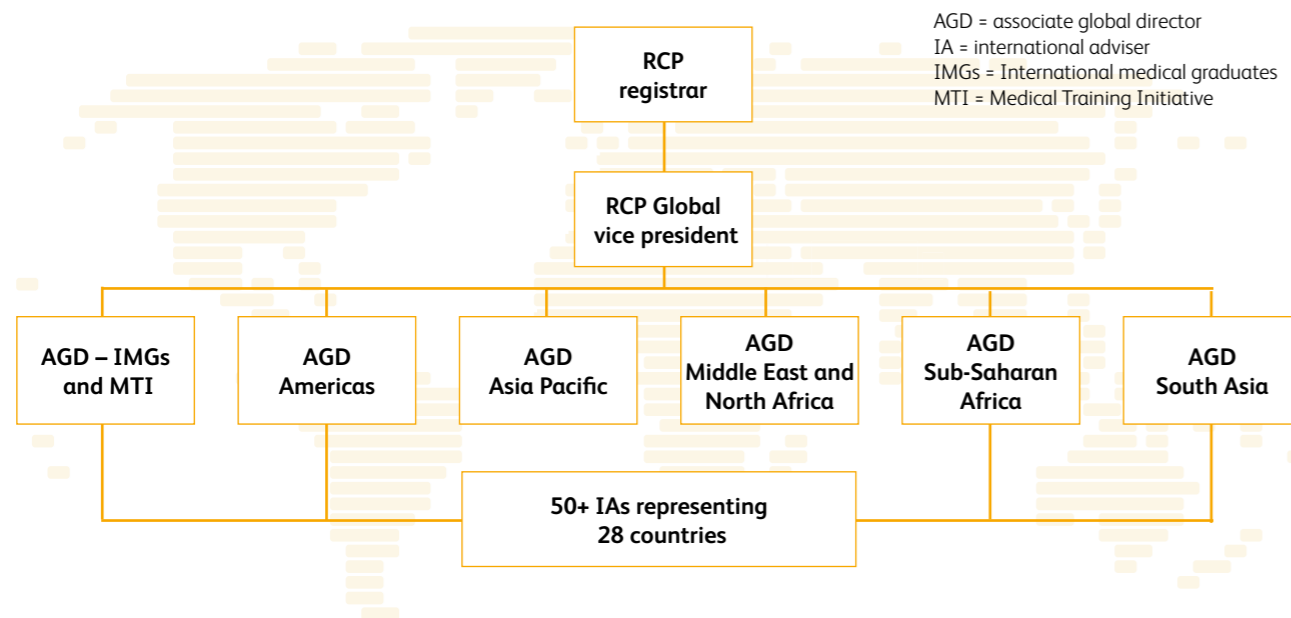 AGD = associate global director
IA = international adviser
IMGs = International medical graduates
MTI = Medical Training Initiative
RCP
registrar
RCP Global
vice president
AGD – IMGs
and MTI
AGD
Americas
AGD
Asia Pacific
AGD
Middle East and
North Africa
AGD
Sub-Saharan
Africa
AGD
South Asia
50+ IAs representing
28 countries